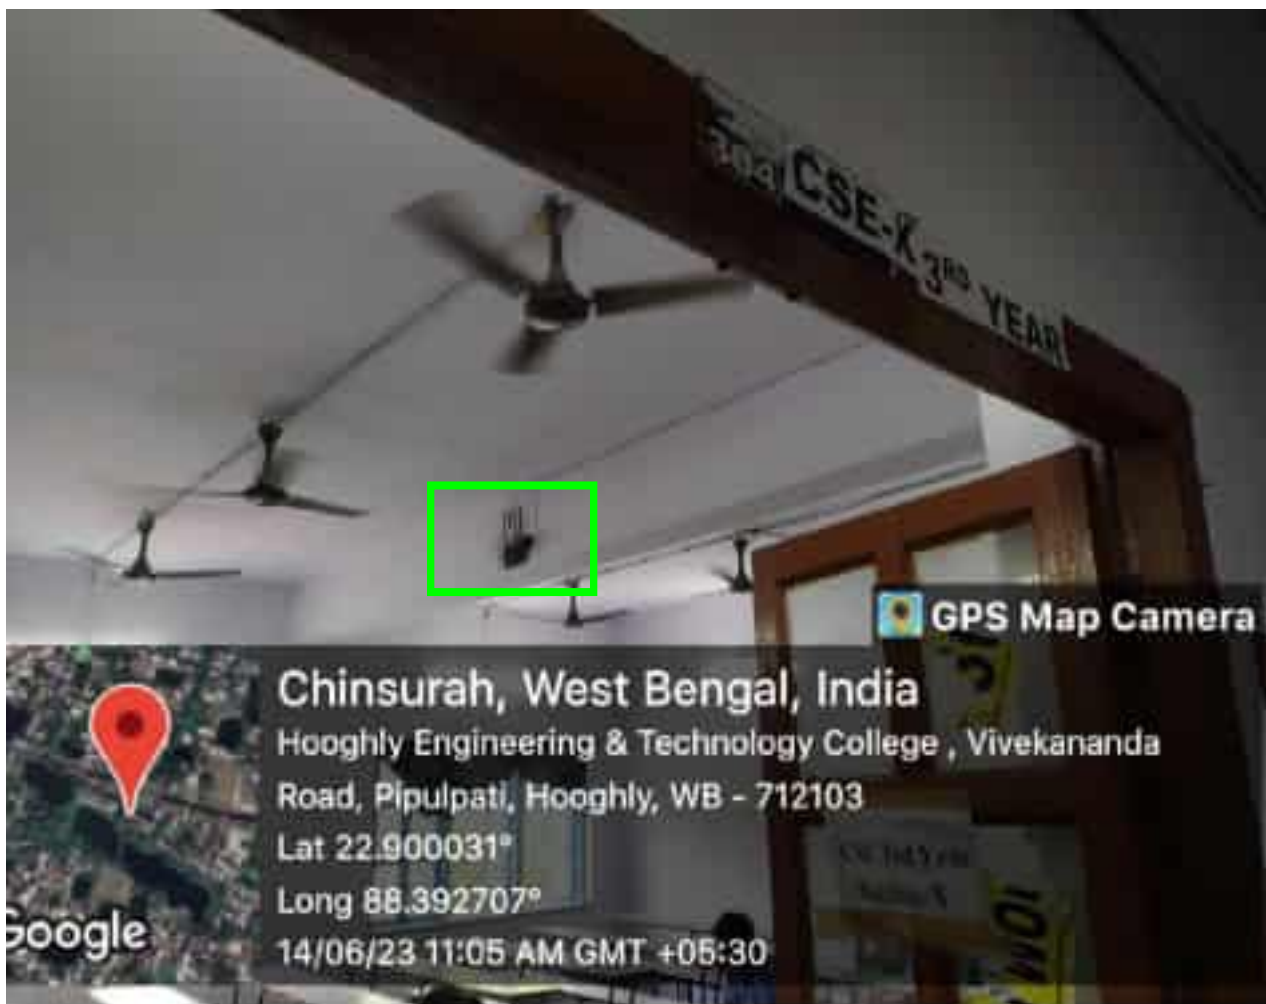 303
CSE-X 3RD YEAR
GPS Map Camera
Chinsurah, West Bengal, India
Hooghly Engineering & Technology College , Vivekananda
Road, Pipulpati, Hooghly, WB - 712103
Lat 22.900031°
Long 88.392707°
14/06/23 11:05 AM GMT +05:30
Google